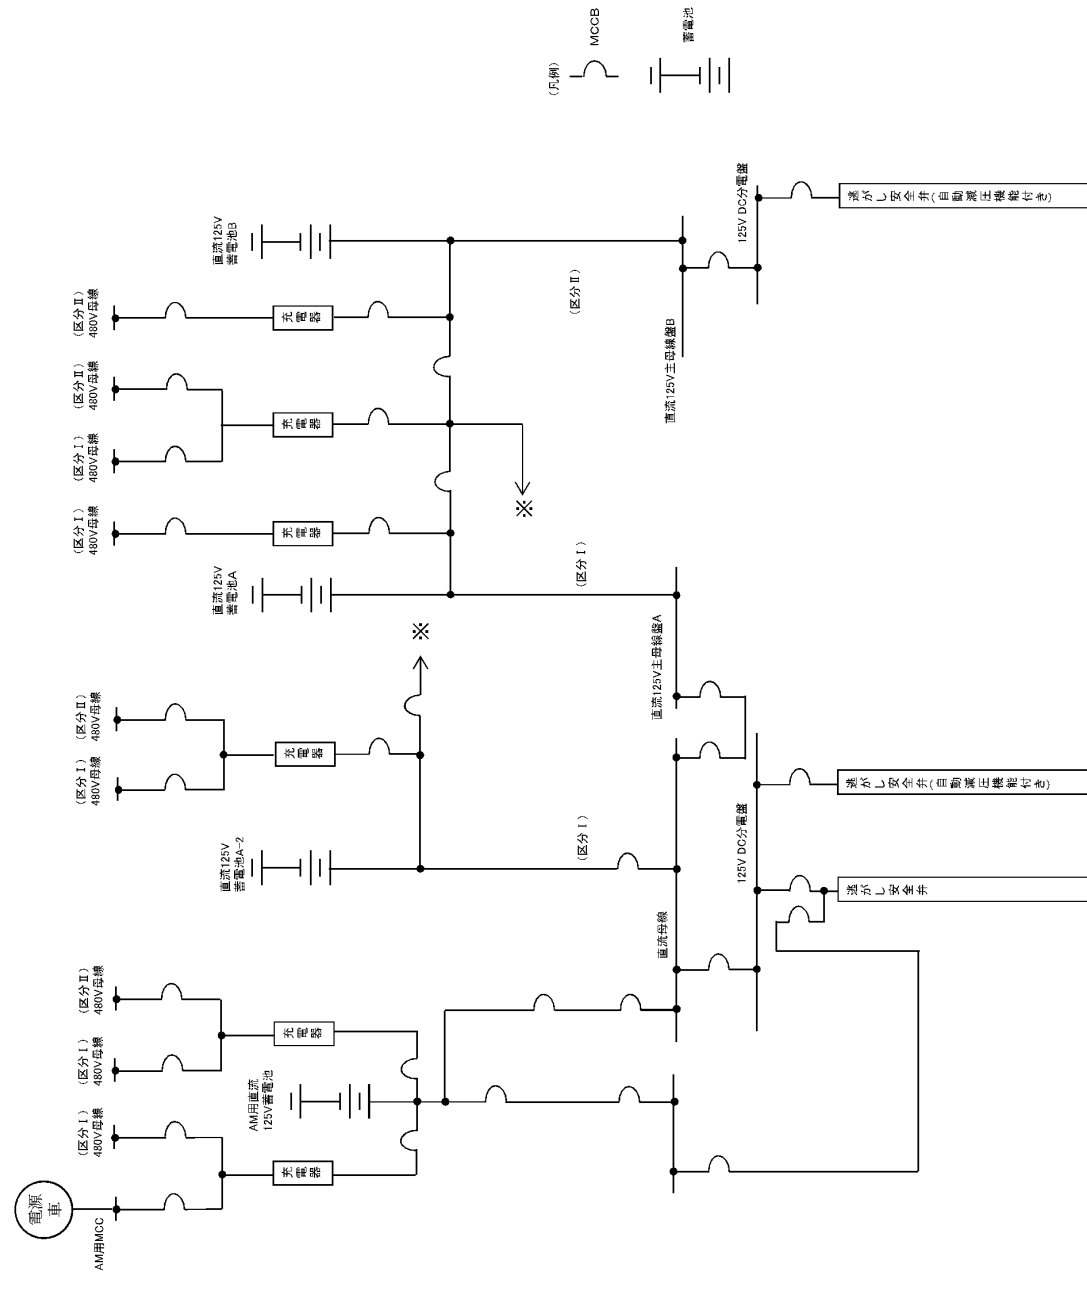 (凡例)
MCCB
蓄電池
直流125V
蓄電池B
(区分Ⅱ)
480V母線
(区分Ⅱ)
480V母線
(区分Ⅰ)
480V母線
(区分Ⅰ)
480V母線
充電器
充電器
充電器
直流125V
蓄電池A
※
(区分Ⅱ)
直流125V主母線盤B
125V DC分電盤
逃がし安全弁(自動減圧機能付き)
(区分Ⅰ)
直流125V主母線盤A
※
(区分Ⅱ)
480V母線
(区分Ⅰ)
480V母線
充電器
直流125V
蓄電池A-2
(区分Ⅰ)
直流母線
125V DC分電盤
逃がし安全弁(自動減圧機能付き)
逃がし安全弁
(区分Ⅱ)
480V母線
(区分Ⅰ)
480V母線
(区分Ⅰ)
480V母線
充電器
AM用直流
125V蓄電池
充電器
電源
車
AM用MCC